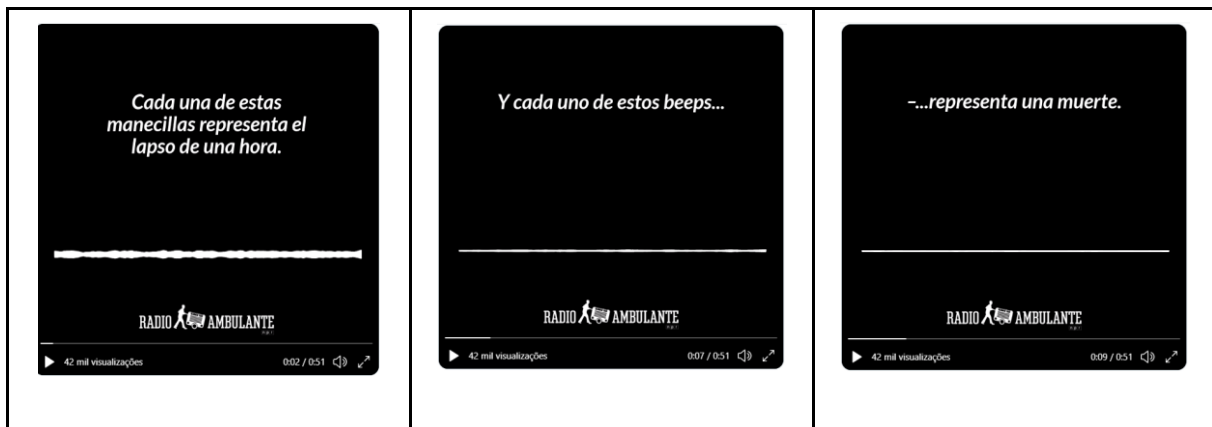 Cada una de estas
manecillas representa el
lapso de una hora.
RADIO AMBULANTE
42 mil visualizações
0:02 / 0:51
Y cada uno de estos beeps...
RADIO AMBULANTE
42 mil visualizações
0:07 / 0:51
–...representa una muerte.
RADIO AMBULANTE
42 mil visualizações
0:09 / 0:51